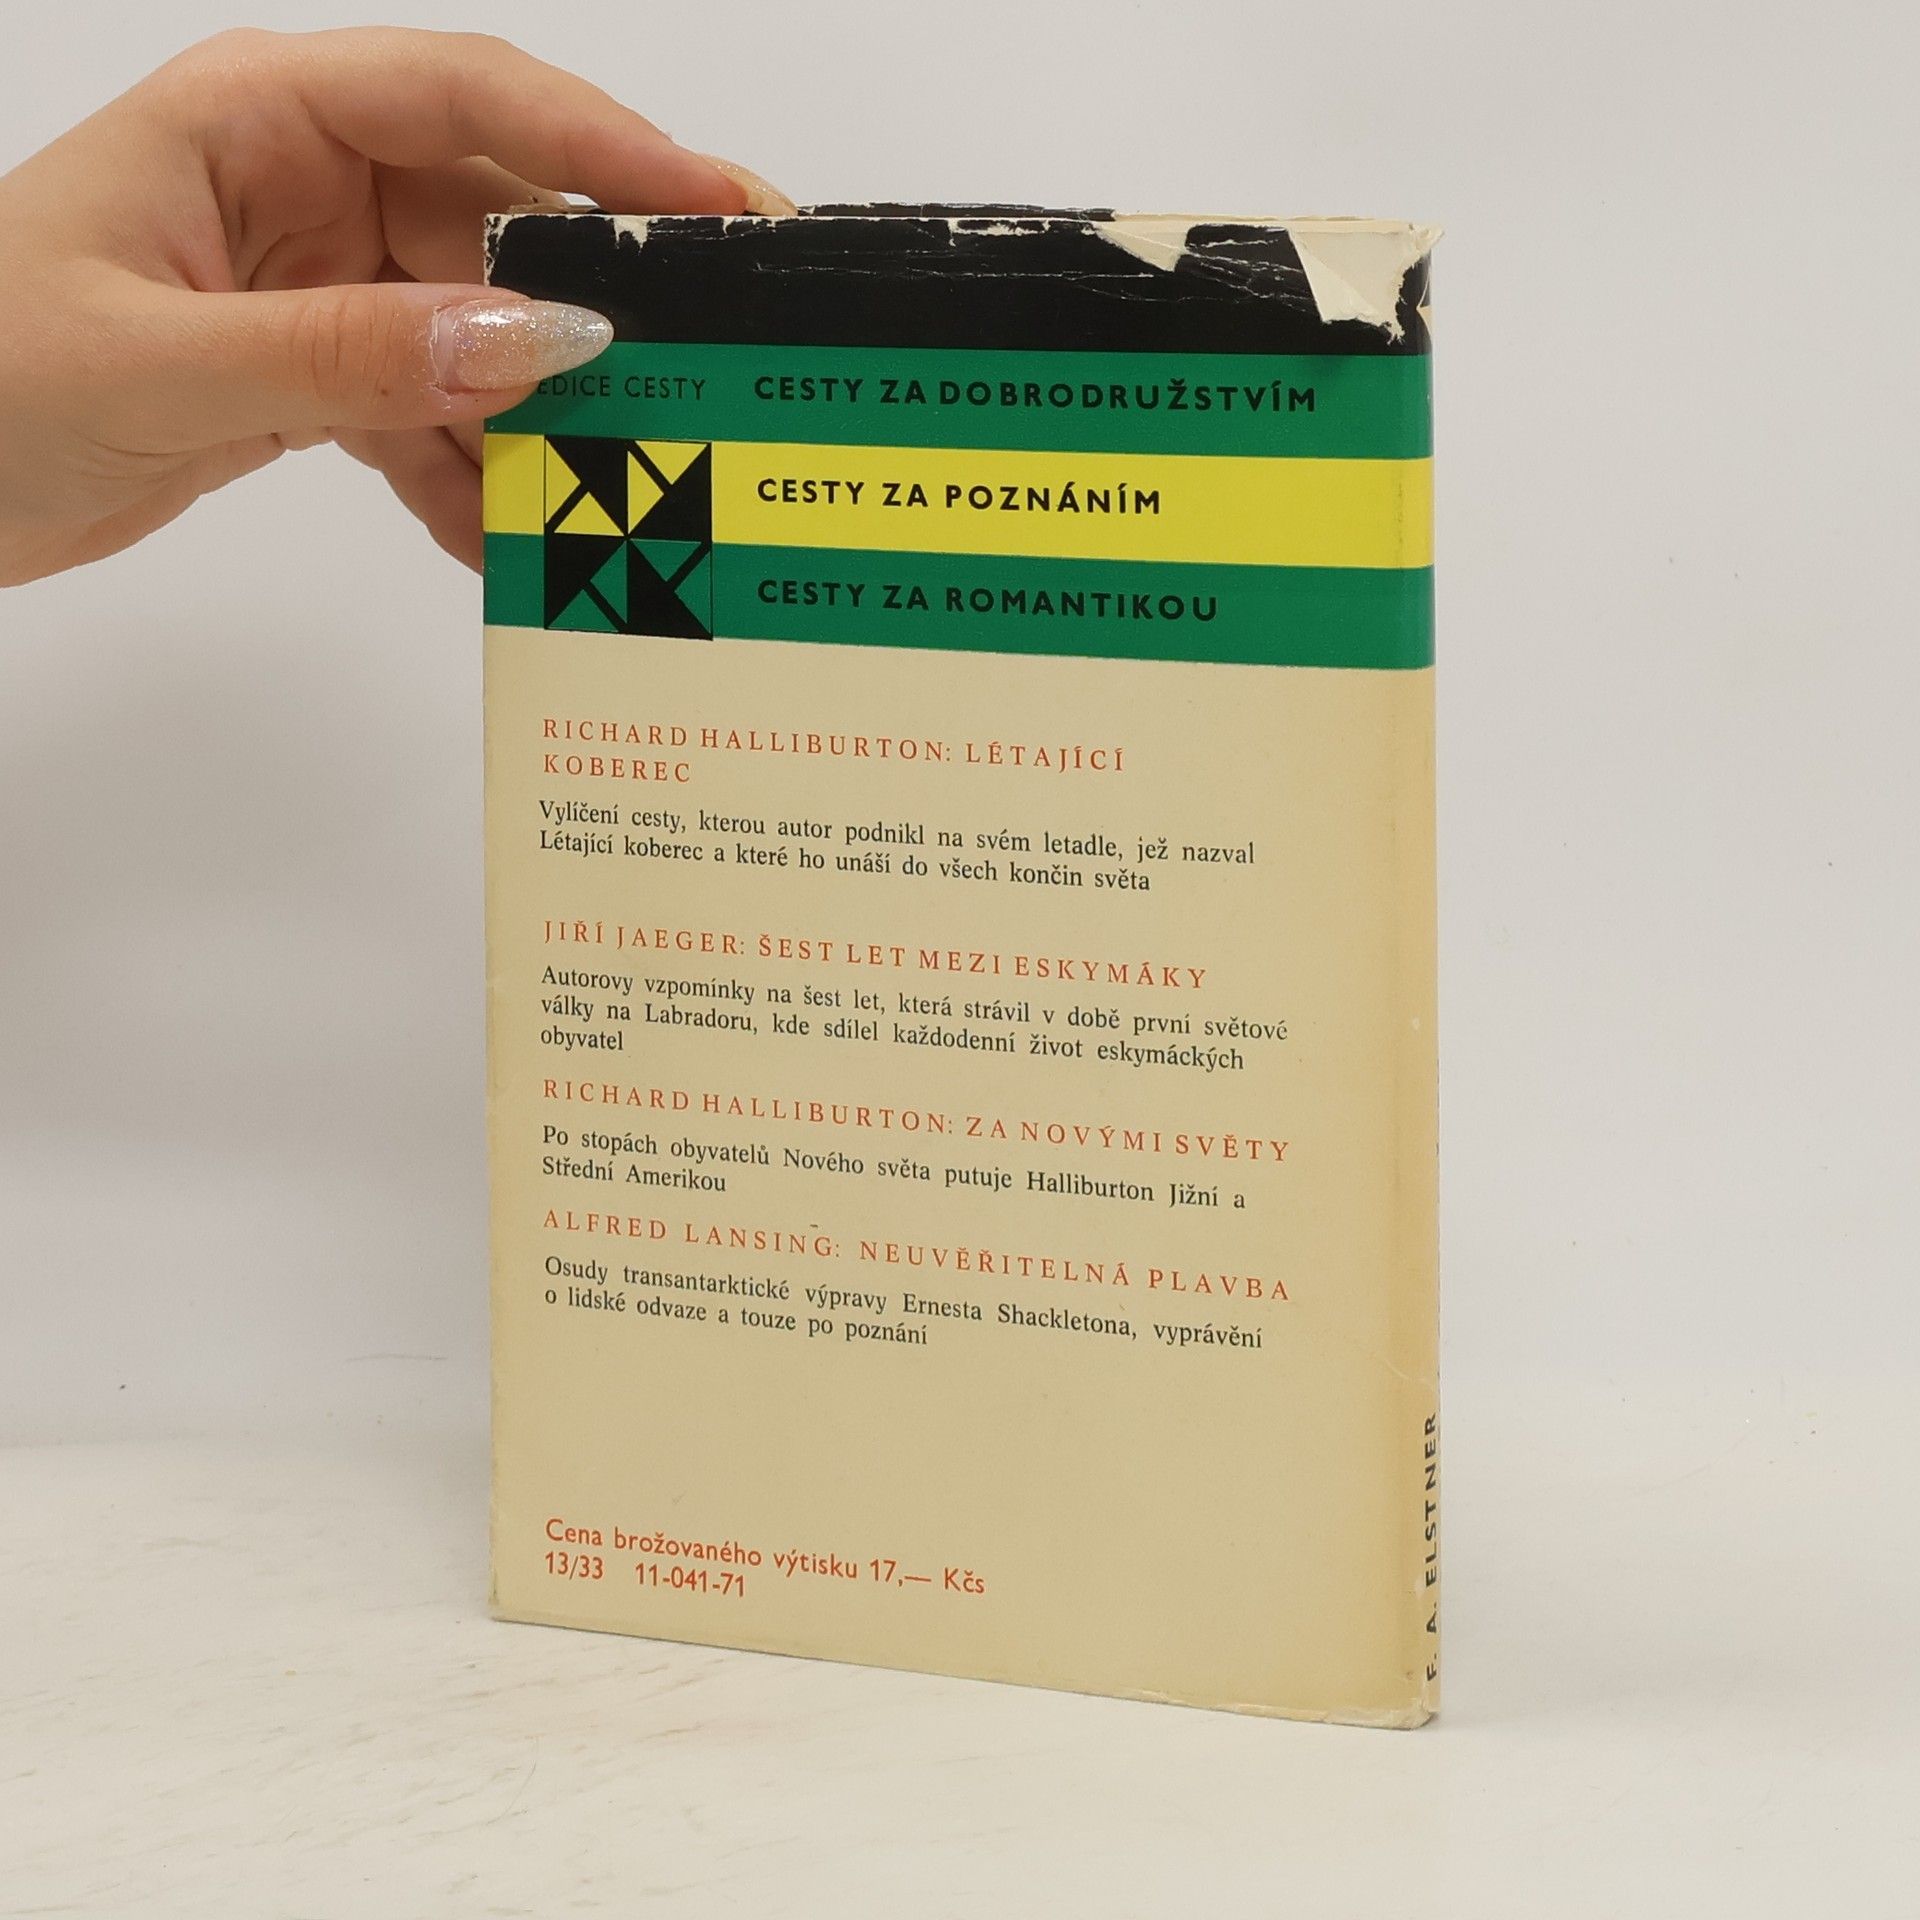 EDICE CESTY CESTY ZA DOBRODRUŽSTVÍM
CESTY ZA POZNÁNÍM
CESTY ZA ROMANTIKOU
RICHARD HALLIBURTON: LÉTAJÍCÍ
KOBEREC
Vylíčení cesty, kterou autor podnikl na svém letadle, jež nazval
Létající koberec a které ho unáší do všech končin světa
JIŘÍ JAEGER: ŠEST LET MEZI ESKYMÁKY
Autorovy vzpomínky na šest let, která strávil v době první světové
války na Labradoru, kde sdílel každodenní život eskymáckých
obyvatel
RICHARD HALLIBURTON: ZA NOVÝMI SVĚTY
Po stopách obyvatelů Nového světa putuje Halliburton Jižní a
Střední Amerikou
ALFRED LANSING: NEUVĚŘITELNÁ PLAVBA
Osudy transantarktické výpravy Ernesta Shackletona, vyprávění
o lidské odvaze a touze po poznání
Cena brožovaného výtisku 17,— Kčs
13/33 11-041-71
F. A. ELSTNER